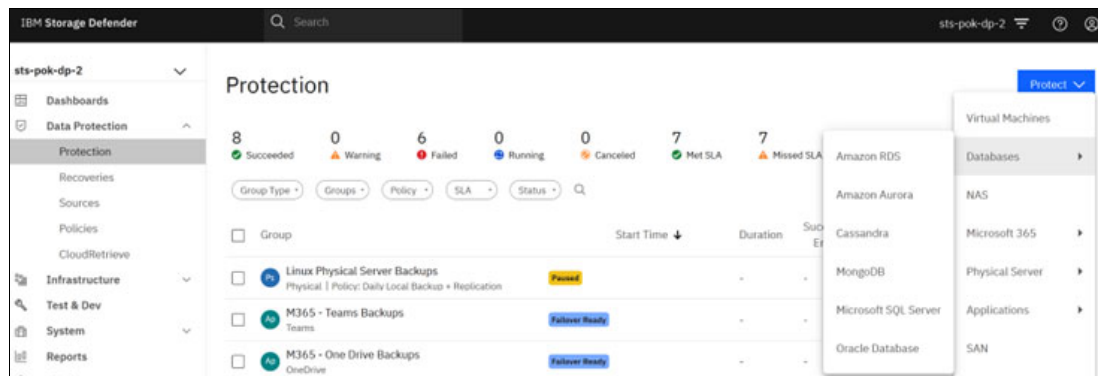 IBM Storage Defender
Search
sts-pok-dp-2
sts-pok-dp-2
Dashboards
Data Protection
Protection
Recoveries
Sources
Policies
CloudRetrieve
Infrastructure
Test & Dev
System
Reports
Protection
Protect
8 0 6 0 0 7 7
Succeeded Warning Failed Running Canceled Met SLA Missed SLA
Group Type Groups Policy SLA Status
Group Start Time Duration
Ps Linux Physical Server Backups Paused - -
Physical | Policy: Daily Local Backup + Replication
Ap M365 - Teams Backups Failover Ready - -
Teams
Ap M365 - One Drive Backups Failover Ready - -
OneDrive
Virtual Machines
Databases
NAS
Microsoft 365
Physical Server
Applications
SAN
Amazon RDS
Amazon Aurora
Cassandra
MongoDB
Microsoft SQL Server
Oracle Database